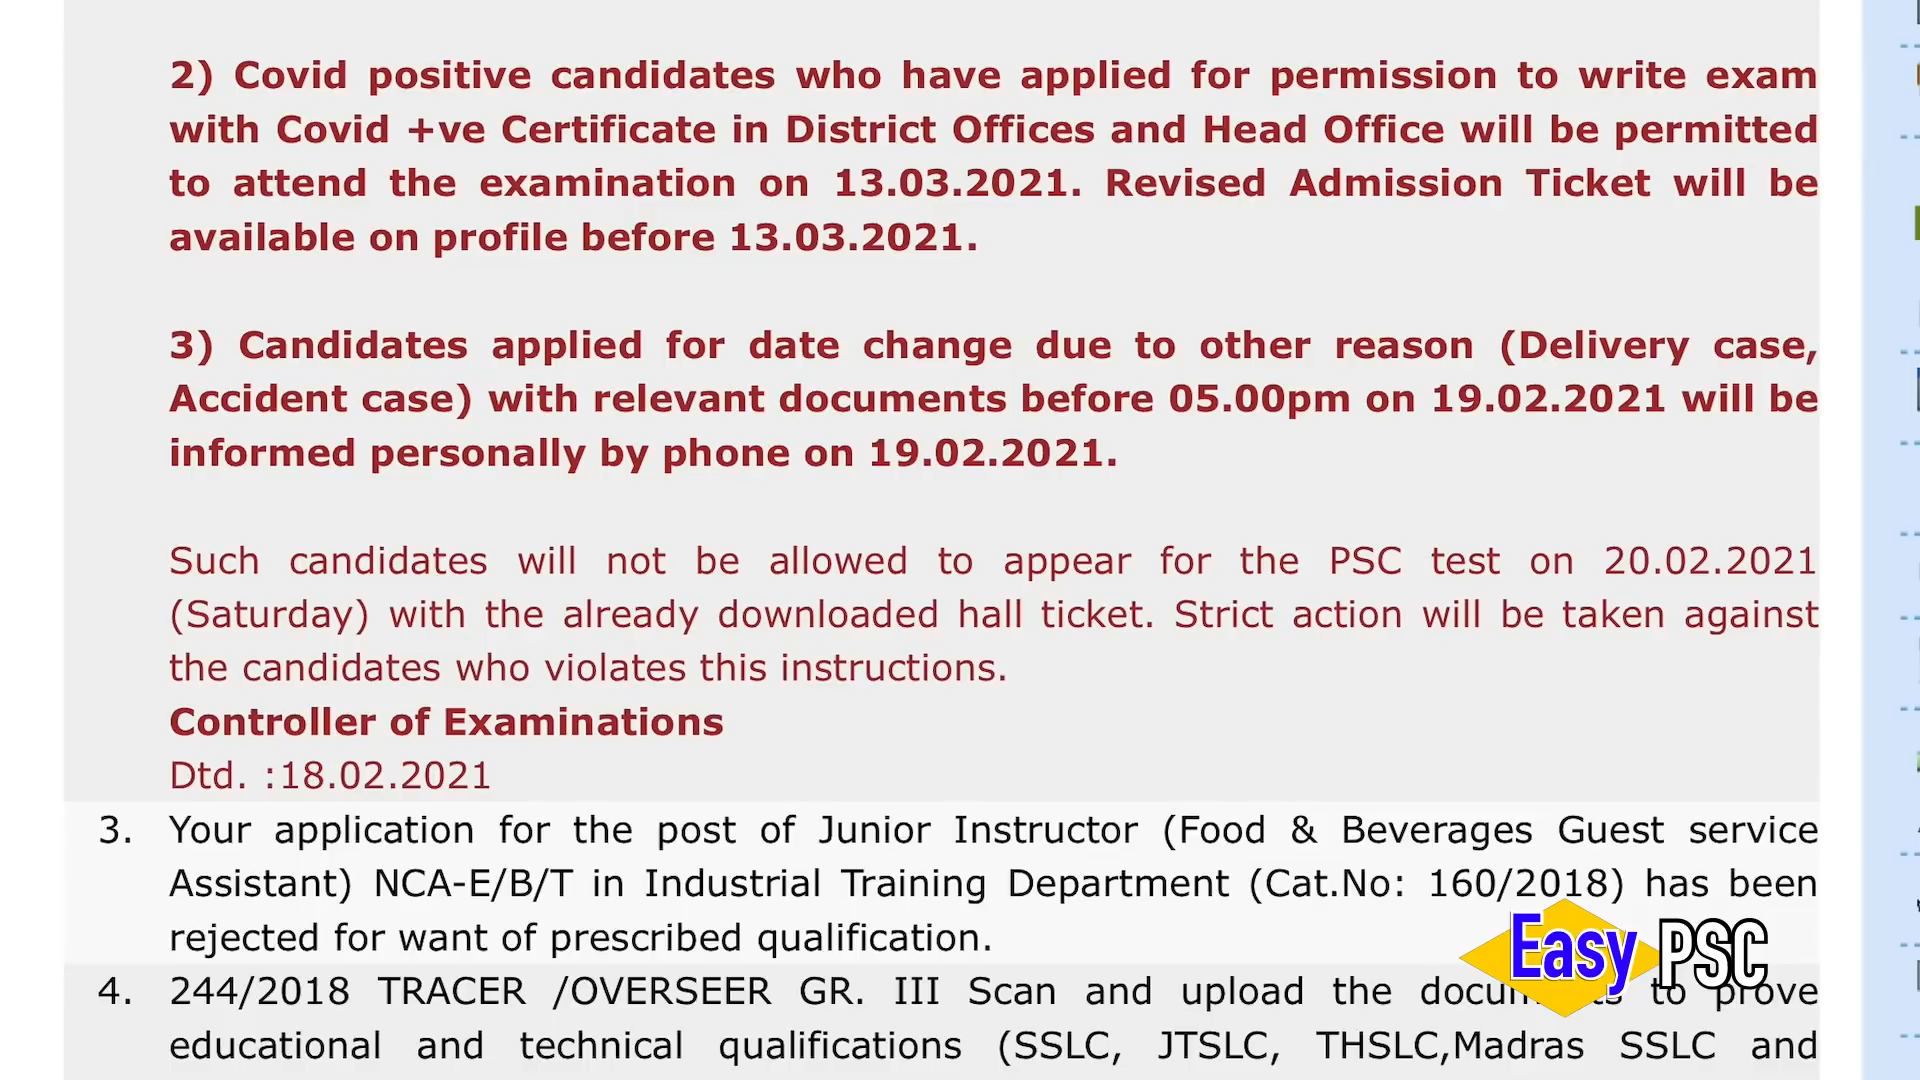 2) Covid positive candidates who have applied for permission to write exam
with Covid +ve Certificate in District Offices and Head Office will be permitted
to attend the examination on 13.03.2021. Revised Admission Ticket will be
available on profile before 13.03.2021.
3) Candidates applied for date change due to other reason (Delivery case,
Accident case) with relevant documents before 05.00pm on 19.02.2021 will be
informed personally by phone on 19.02.2021.
Such candidates will not be allowed to appear for the PSC test on 20.02.2021
(Saturday) with the already downloaded hall ticket. Strict action will be taken against
the candidates who violates this instructions.
Controller of Examinations
Dtd. :18.02.2021
3. Your application for the post of Junior Instructor (Food & Beverages Guest service
Assistant) NCA-E/B/T in Industrial Training Department (Cat.No: 160/2018) has been
rejected for want of prescribed qualification.
Easy PSC
4. 244/2018 TRACER /OVERSEER GR. III Scan and upload the to prove
educational and technical qualifications (SSLC, JTSLC, THSLC,Madras SSLC and